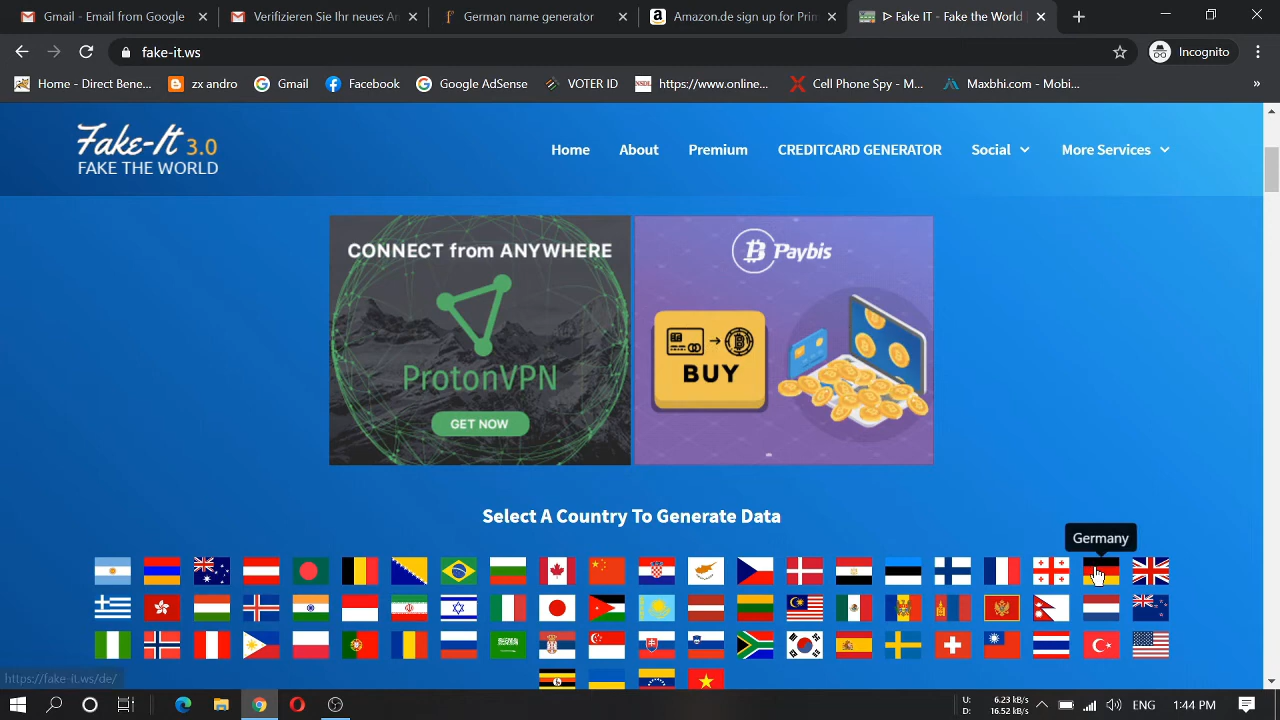 Gmail - Email from Google
Verifizieren Sie Ihr neues Am
German name generator
Amazon.de sign up for Prim
ᐅ Fake IT - Fake the World
fake-it.ws
Incognito
Home - Direct Bene...
zx andro
Gmail
Facebook
Google AdSense
VOTER ID
NSDL
https://www.online...
Cell Phone Spy - M...
Maxbhi.com - Mobi...
»
Fake-It 3.0
FAKE THE WORLD
Home
About
Premium
CREDITCARD GENERATOR
Social
More Services
CONNECT from ANYWHERE
ProtonVPN
GET NOW
Paybis
BUY
Select A Country To Generate Data
Germany
https://fake-it.ws/de/
U: 6.23 kB/s
D: 16.52 kB/s
ENG
1:44 PM